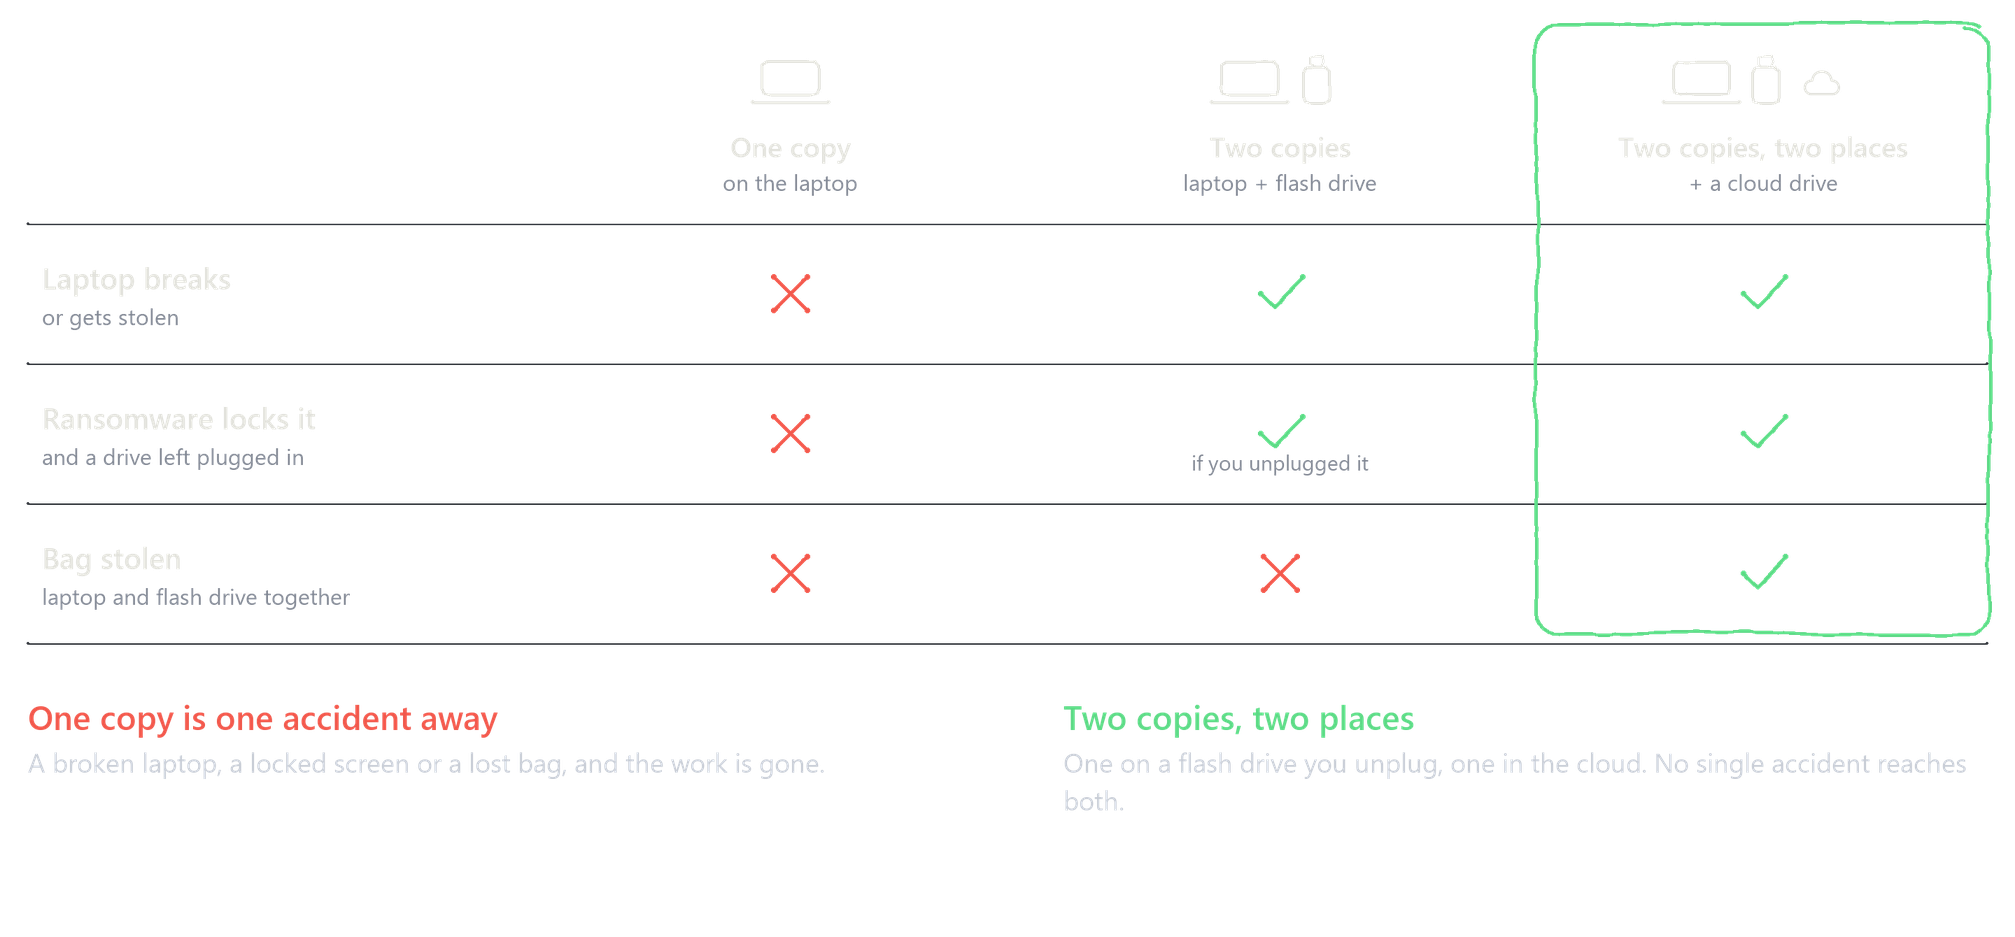 One copy
on the laptop
Two copies
laptop + flash drive
Two copies, two places
+ a cloud drive
Laptop breaks
or gets stolen
Ransomware locks it
and a drive left plugged in
if you unplugged it
Bag stolen
laptop and flash drive together
One copy is one accident away
A broken laptop, a locked screen or a lost bag, and the work is gone.
Two copies, two places
One on a flash drive you unplug, one in the cloud. No single accident reaches
both.